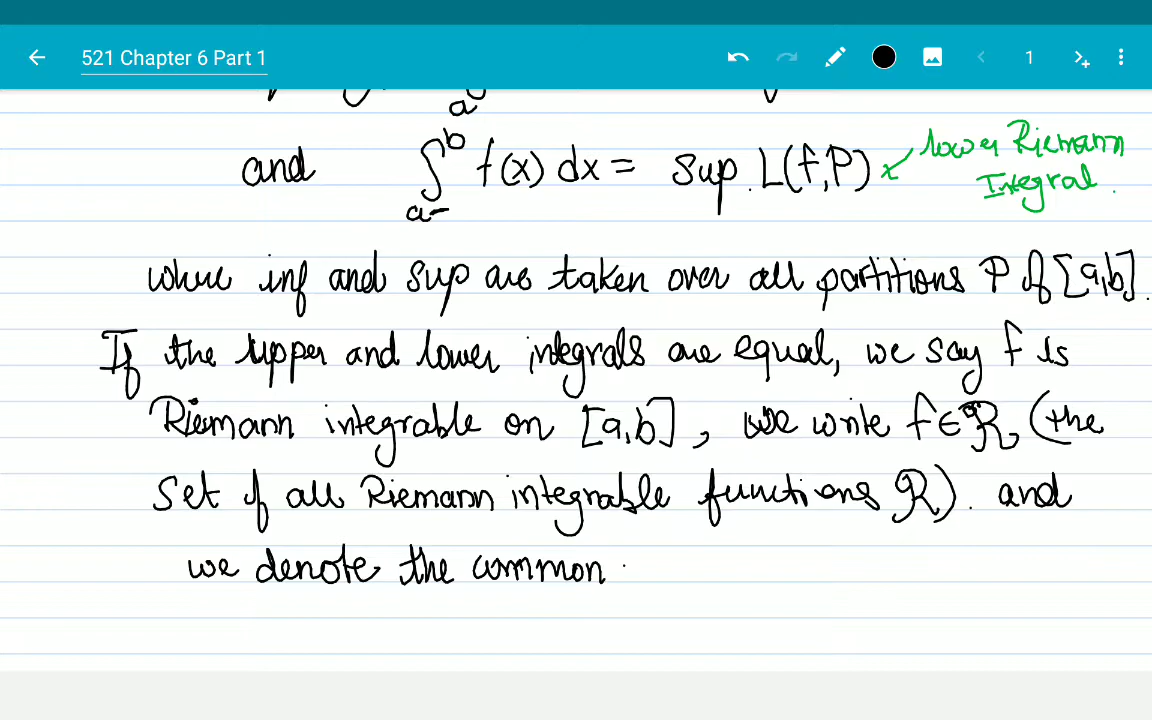 521 Chapter 6 Part 1
1
a
and ∫_{a-}^{b} f(x) dx = sup. L(f,P) lower Riemann Integral.
where inf and sup are taken over all partitions P of [a,b].
If the upper and lower integrals are equal, we say f is
Riemann integrable on [a,b], we write f ∈ ℛ, (the
set of all Riemann integrable functions ℛ). and
we denote the common